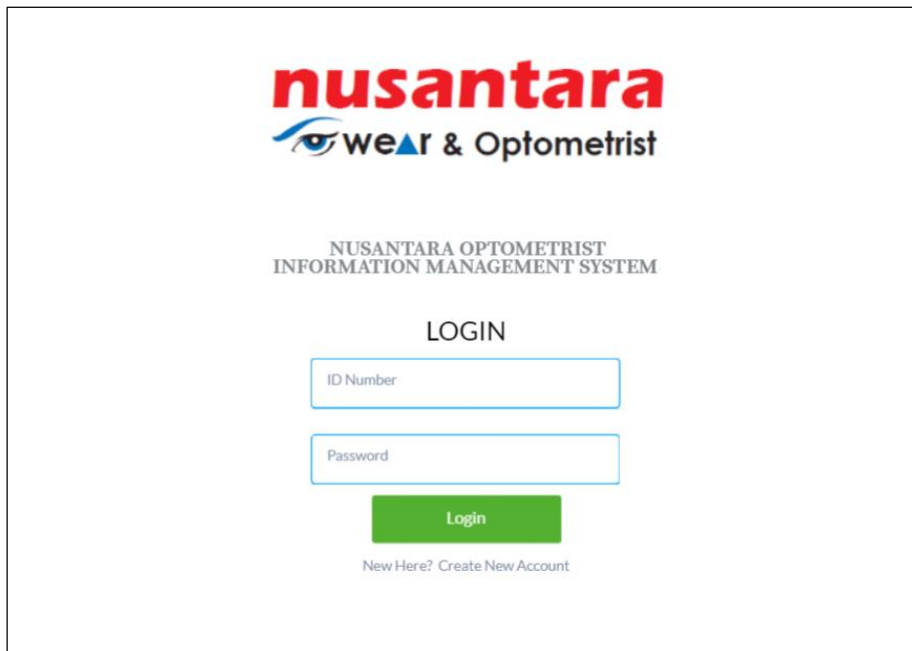 nusantara
wear & Optometrist
NUSANTARA OPTOMETRIST
INFORMATION MANAGEMENT SYSTEM
LOGIN
ID Number
Password
Login
New Here? Create New Account